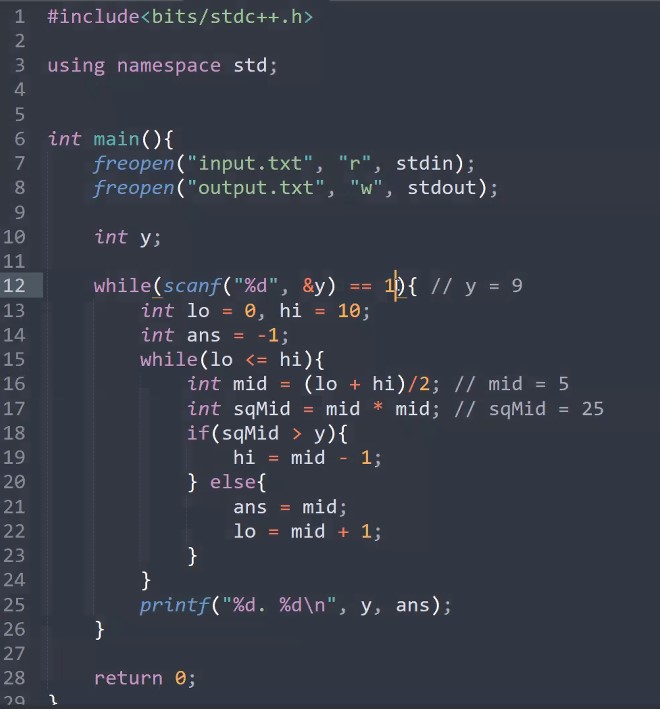 1 #include<bits/stdc++.h>
2
3 using namespace std;
4
5
6 int main(){
7     freopen("input.txt", "r", stdin);
8     freopen("output.txt", "w", stdout);
9
10     int y;
11
12     while(scanf("%d", &y) == 1){ // y = 9
13         int lo = 0, hi = 10;
14         int ans = -1;
15         while(lo <= hi){
16             int mid = (lo + hi)/2; // mid = 5
17             int sqMid = mid * mid; // sqMid = 25
18             if(sqMid > y){
19                 hi = mid - 1;
20             } else{
21                 ans = mid;
22                 lo = mid + 1;
23             }
24         }
25         printf("%d. %d\n", y, ans);
26     }
27
28     return 0;
29 }